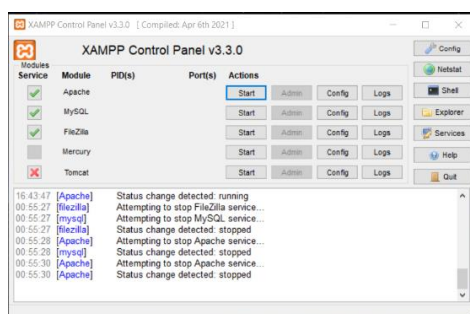 XAMPP Control Panel v3.3.0 [ Compiled: Apr 6th 2021 ]
XAMPP Control Panel v3.3.0
Config
Modules
Service Module PID(s) Port(s) Actions
Netstat
Apache Start Admin Config Logs
Shell
MySQL Start Admin Config Logs
Explorer
FileZilla Start Admin Config Logs
Services
Mercury Start Admin Config Logs
Help
Tomcat Start Admin Config Logs
Quit
16:43:47 [Apache] Status change detected: running
00:55:27 [filezilla] Attempting to stop FileZilla service...
00:55:27 [mysql] Attempting to stop MySQL service...
00:55:27 [filezilla] Status change detected: stopped
00:55:28 [Apache] Attempting to stop Apache service...
00:55:28 [mysql] Status change detected: stopped
00:55:30 [Apache] Attempting to stop Apache service...
00:55:30 [Apache] Status change detected: stopped